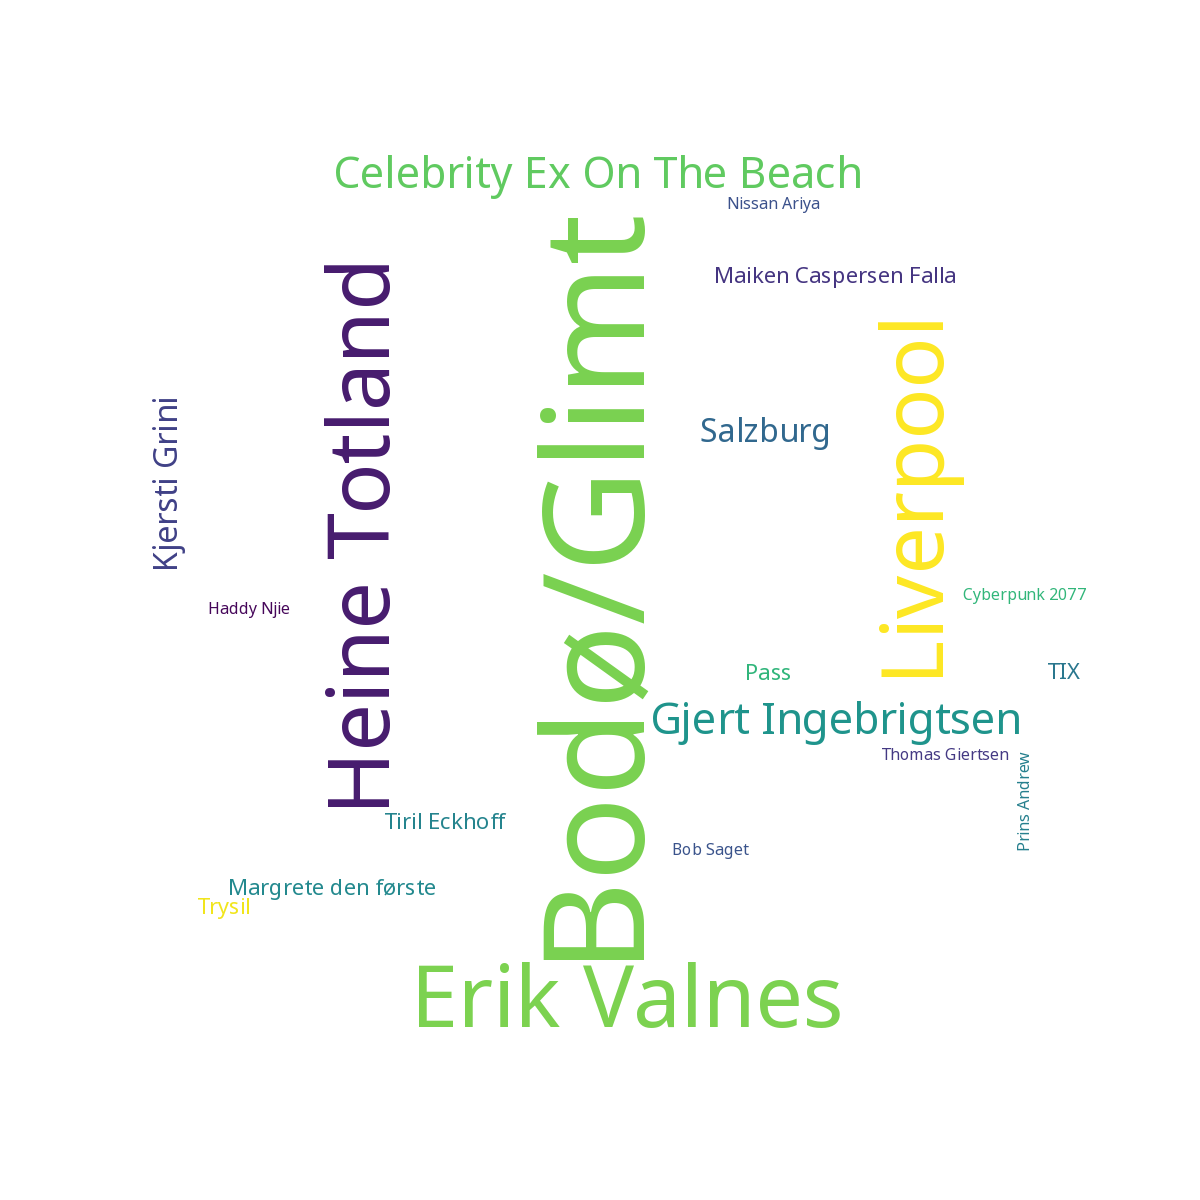 Celebrity Ex On The Beach
Nissan Ariya
Maiken Caspersen Falla
Heine Totland
Bodø/Glimt
Liverpool
Kjersti Grini
Salzburg
Haddy Njie
Cyberpunk 2077
Pass
TIX
Gjert Ingebrigtsen
Thomas Giertsen
Prins Andrew
Tiril Eckhoff
Bob Saget
Margrete den første
Trysil
Erik Valnes